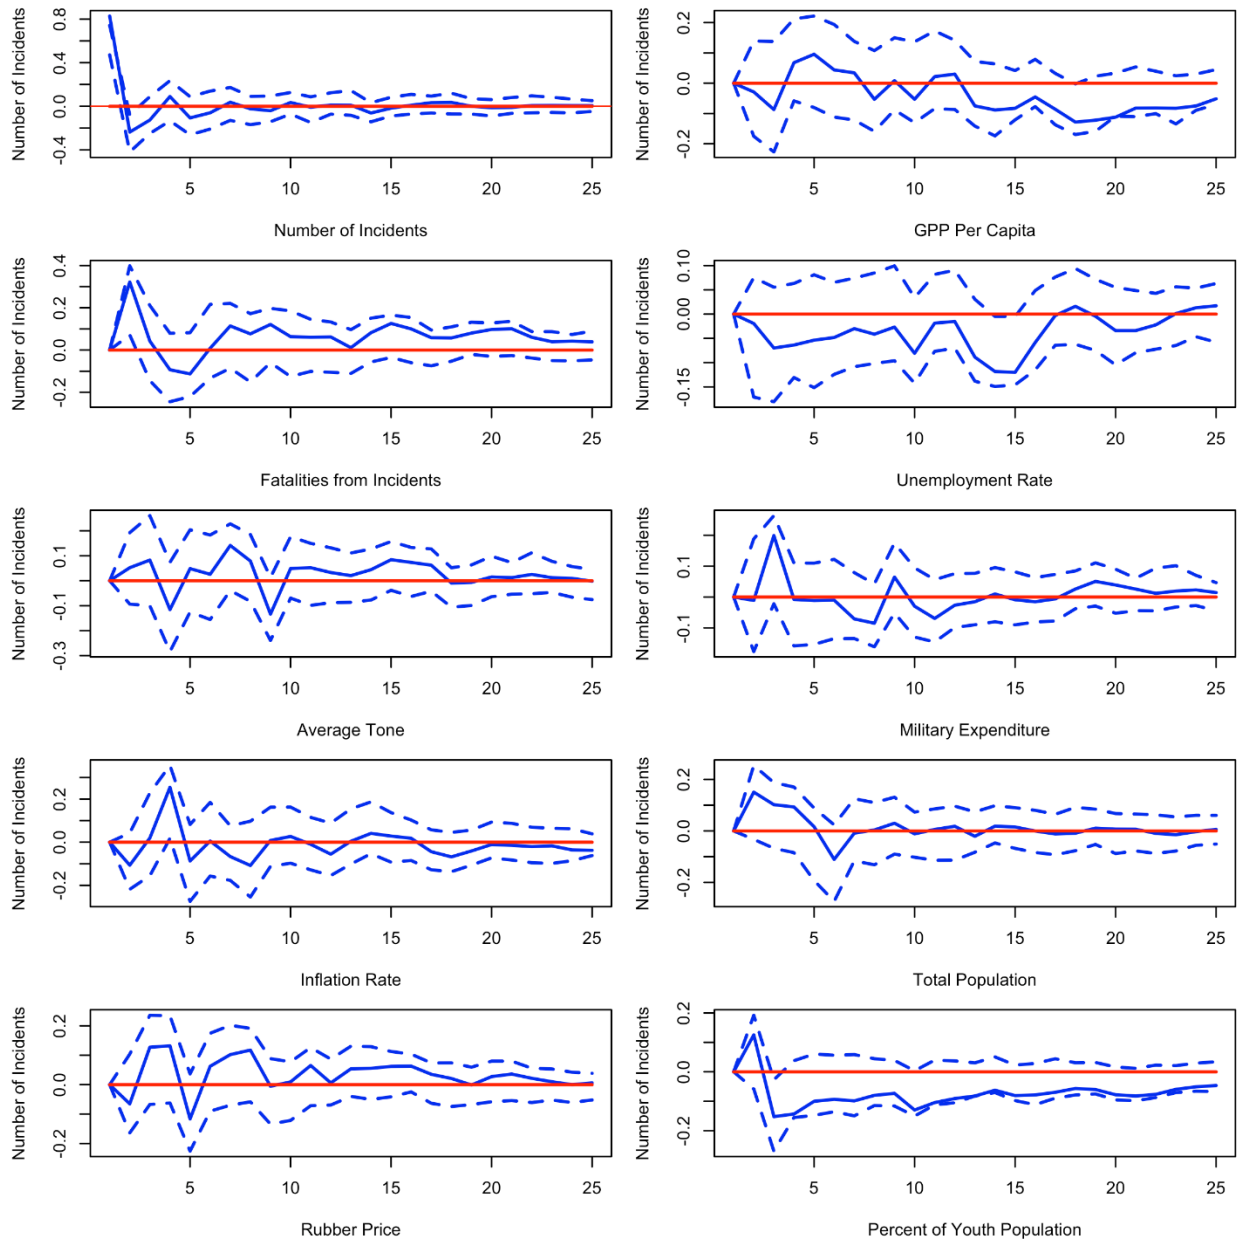 Number of Incidents
0.8
0.4
0.0
-0.4
5 10 15 20 25
Number of Incidents
Number of Incidents
0.2
0.0
-0.2
5 10 15 20 25
GPP Per Capita
Number of Incidents
0.4
0.2
0.0
-0.2
5 10 15 20 25
Fatalities from Incidents
Number of Incidents
0.10
0.00
-0.15
5 10 15 20 25
Unemployment Rate
Number of Incidents
0.1
-0.1
-0.3
5 10 15 20 25
Average Tone
Number of Incidents
0.1
-0.1
5 10 15 20 25
Military Expenditure
Number of Incidents
0.2
0.0
-0.2
5 10 15 20 25
Inflation Rate
Number of Incidents
0.2
0.0
-0.2
5 10 15 20 25
Total Population
Number of Incidents
0.2
0.0
-0.2
5 10 15 20 25
Rubber Price
Number of Incidents
0.2
0.0
-0.2
5 10 15 20 25
Percent of Youth Population